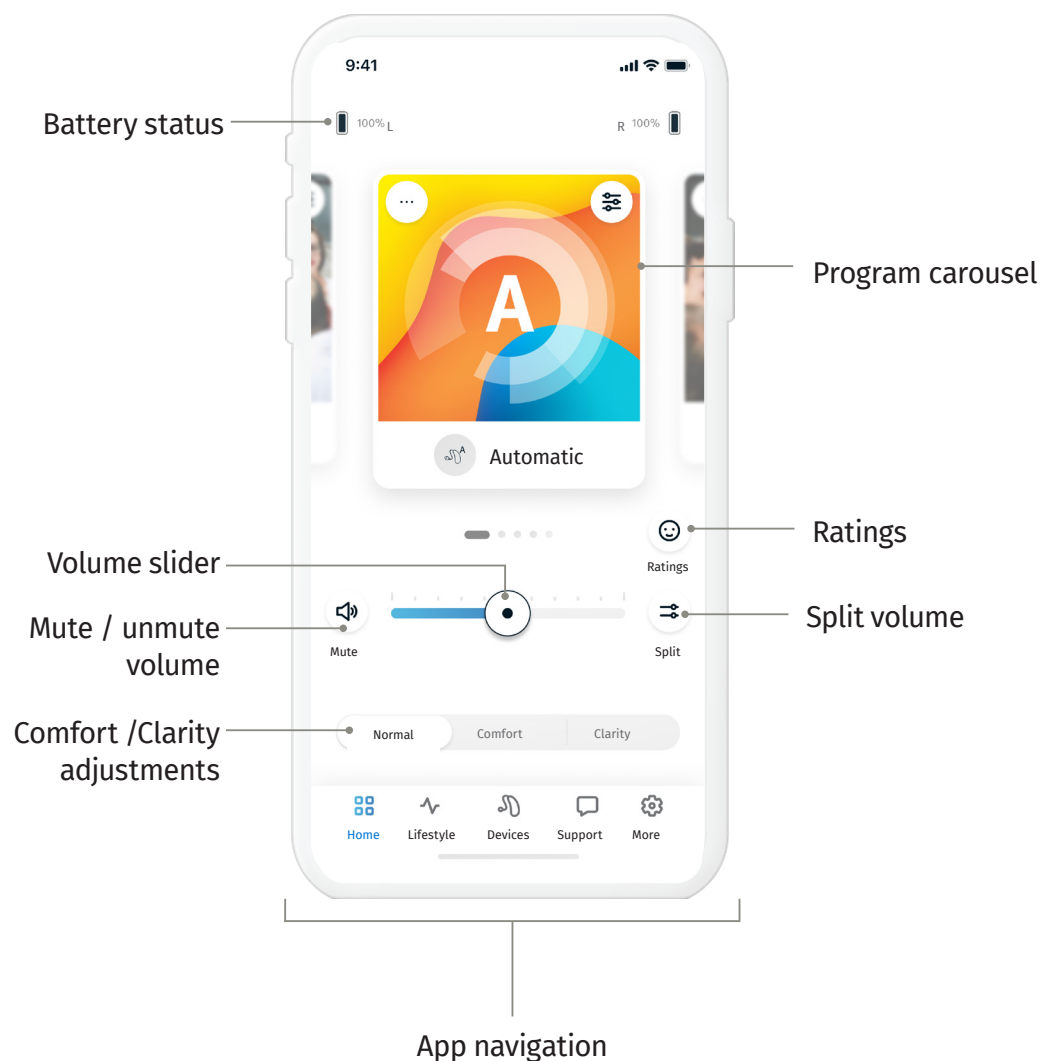 9:41
Battery status
100% L
R 100%
...
A
Program carousel
A
Automatic
Ratings
Ratings
Volume slider
Mute / unmute
volume
Mute
Split volume
Split
Comfort /Clarity
adjustments
Normal
Comfort
Clarity
Home
Lifestyle
Devices
Support
More
App navigation